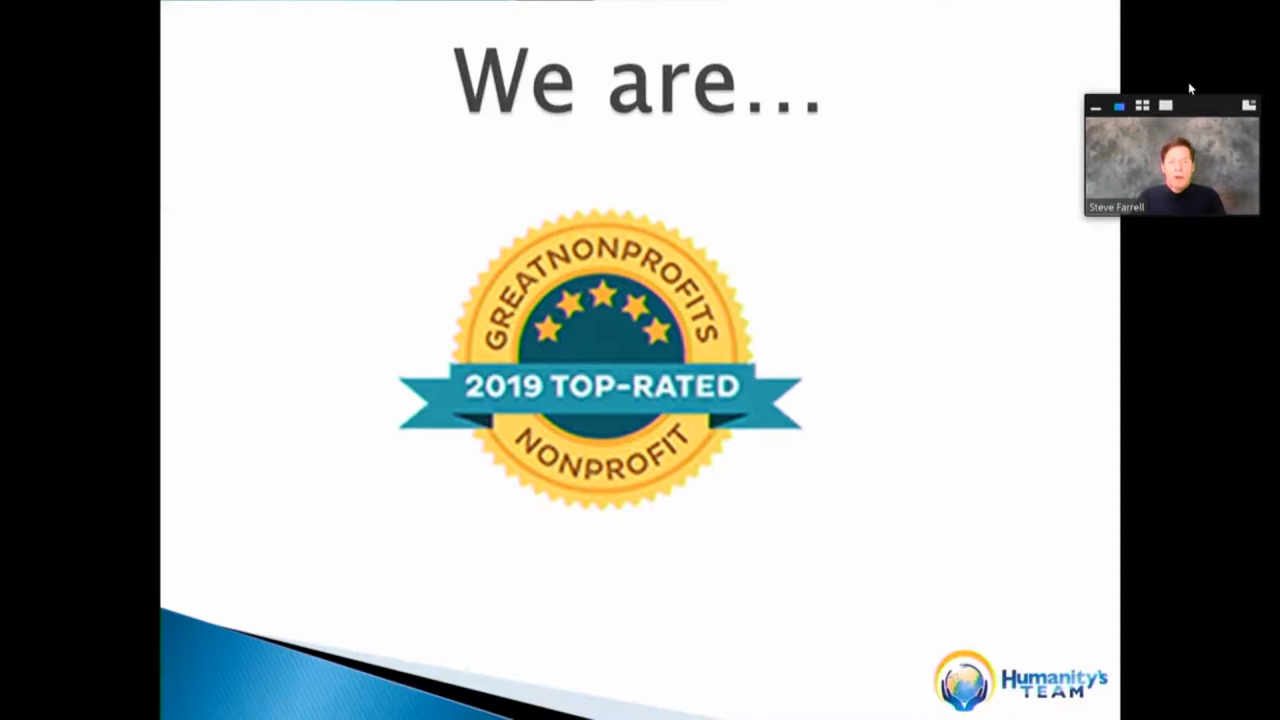 We are...
GREATNONPROFITS
2019 TOP-RATED
NONPROFIT
Steve Farrell
Humanity's
TEAM